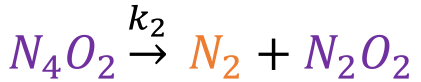 N₄O₂ →k₂ N₂ + N₂O₂